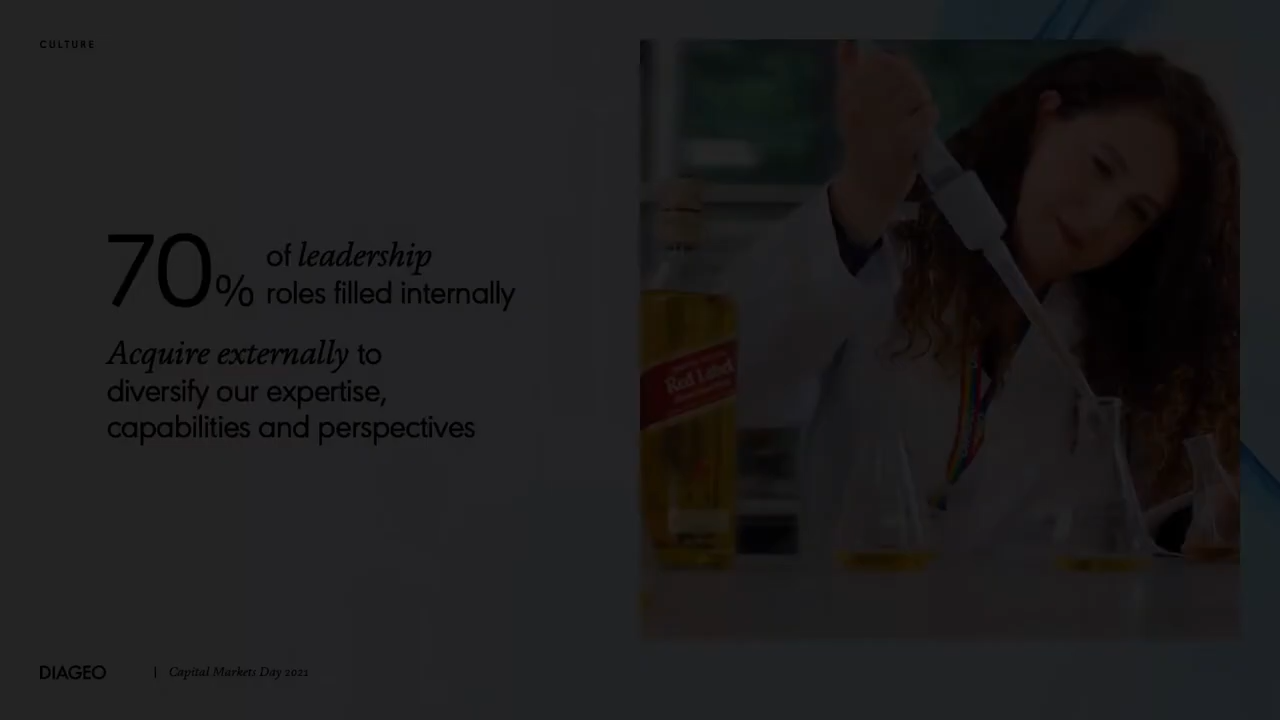 CULTURE
70% of leadership
roles filled internally
Acquire externally to
diversify our expertise,
capabilities and perspectives
Red Label
DIAGEO | Capital Markets Day 2021